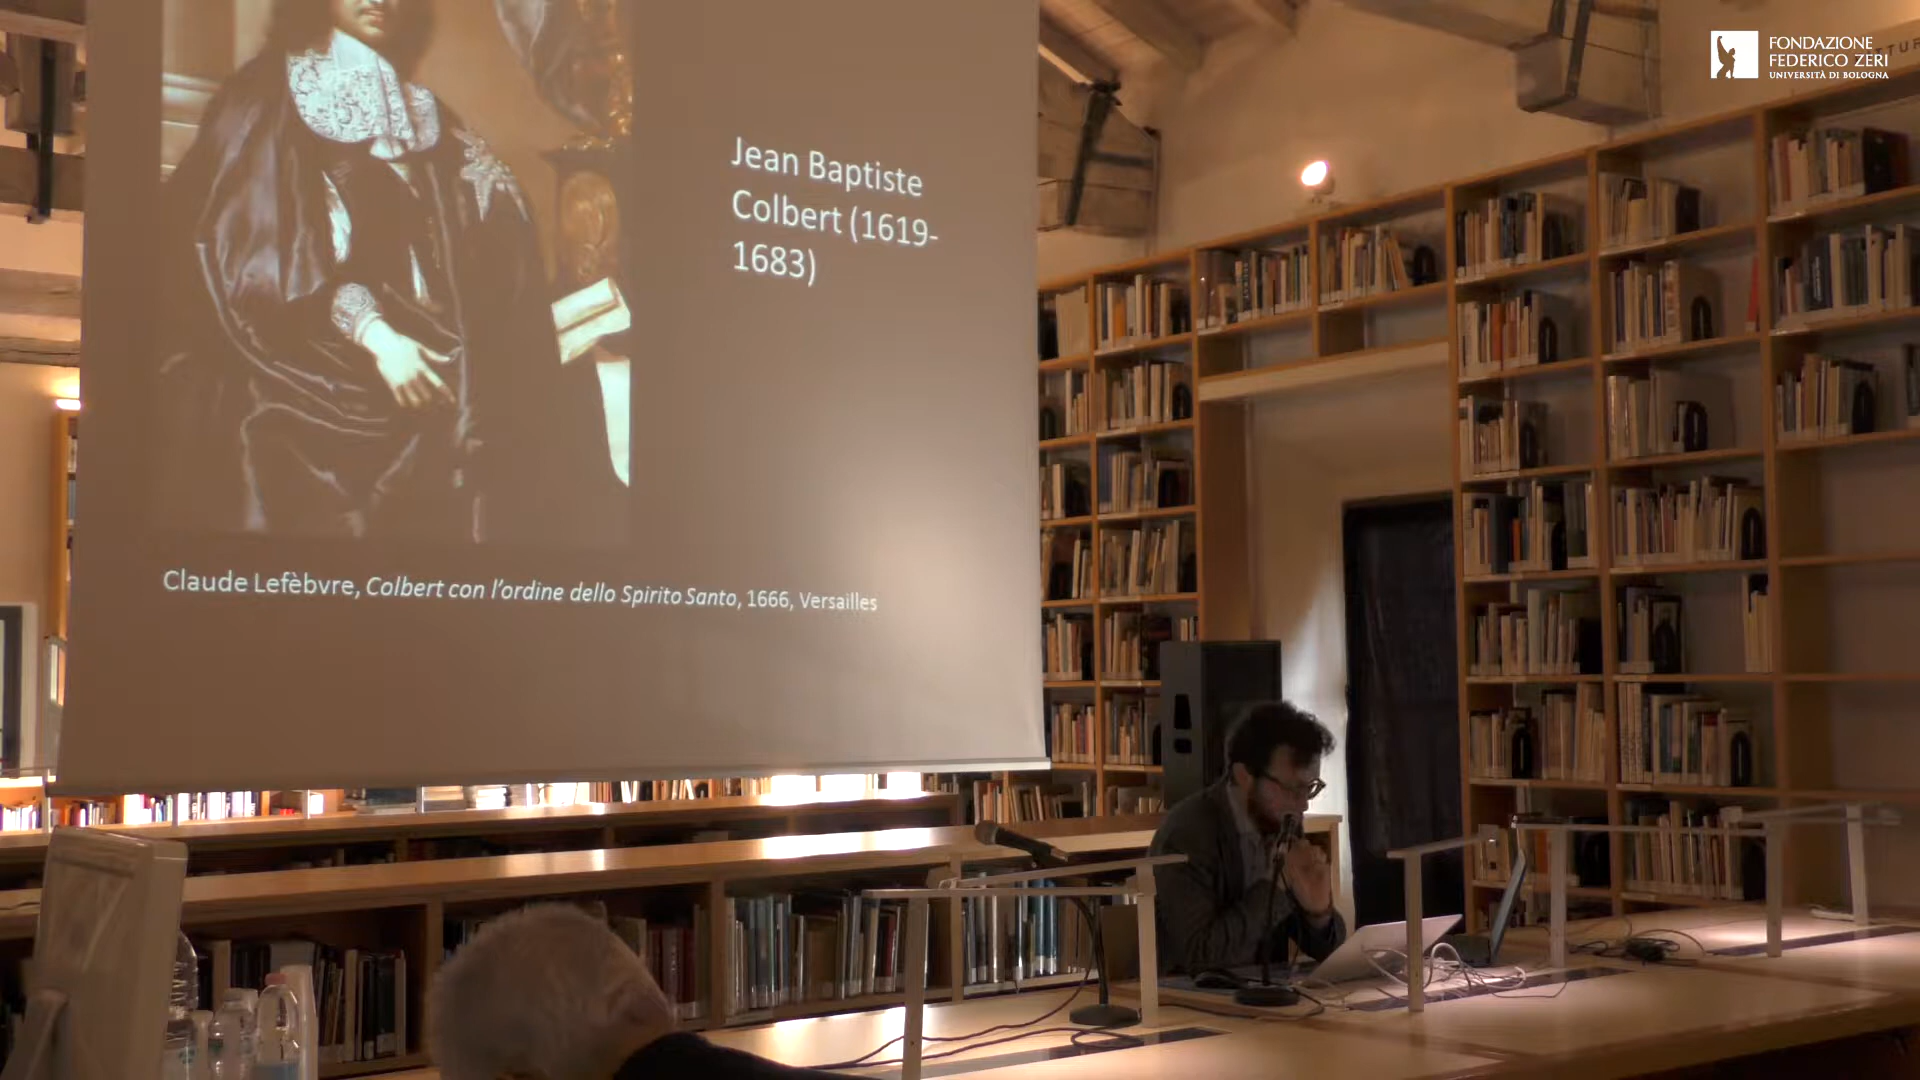 Jean Baptiste
Colbert (1619-
1683)
Claude Lefèbvre, Colbert con l'ordine dello Spirito Santo, 1666, Versailles
FONDAZIONE
FEDERICO ZERI
UNIVERSITÀ DI BOLOGNA